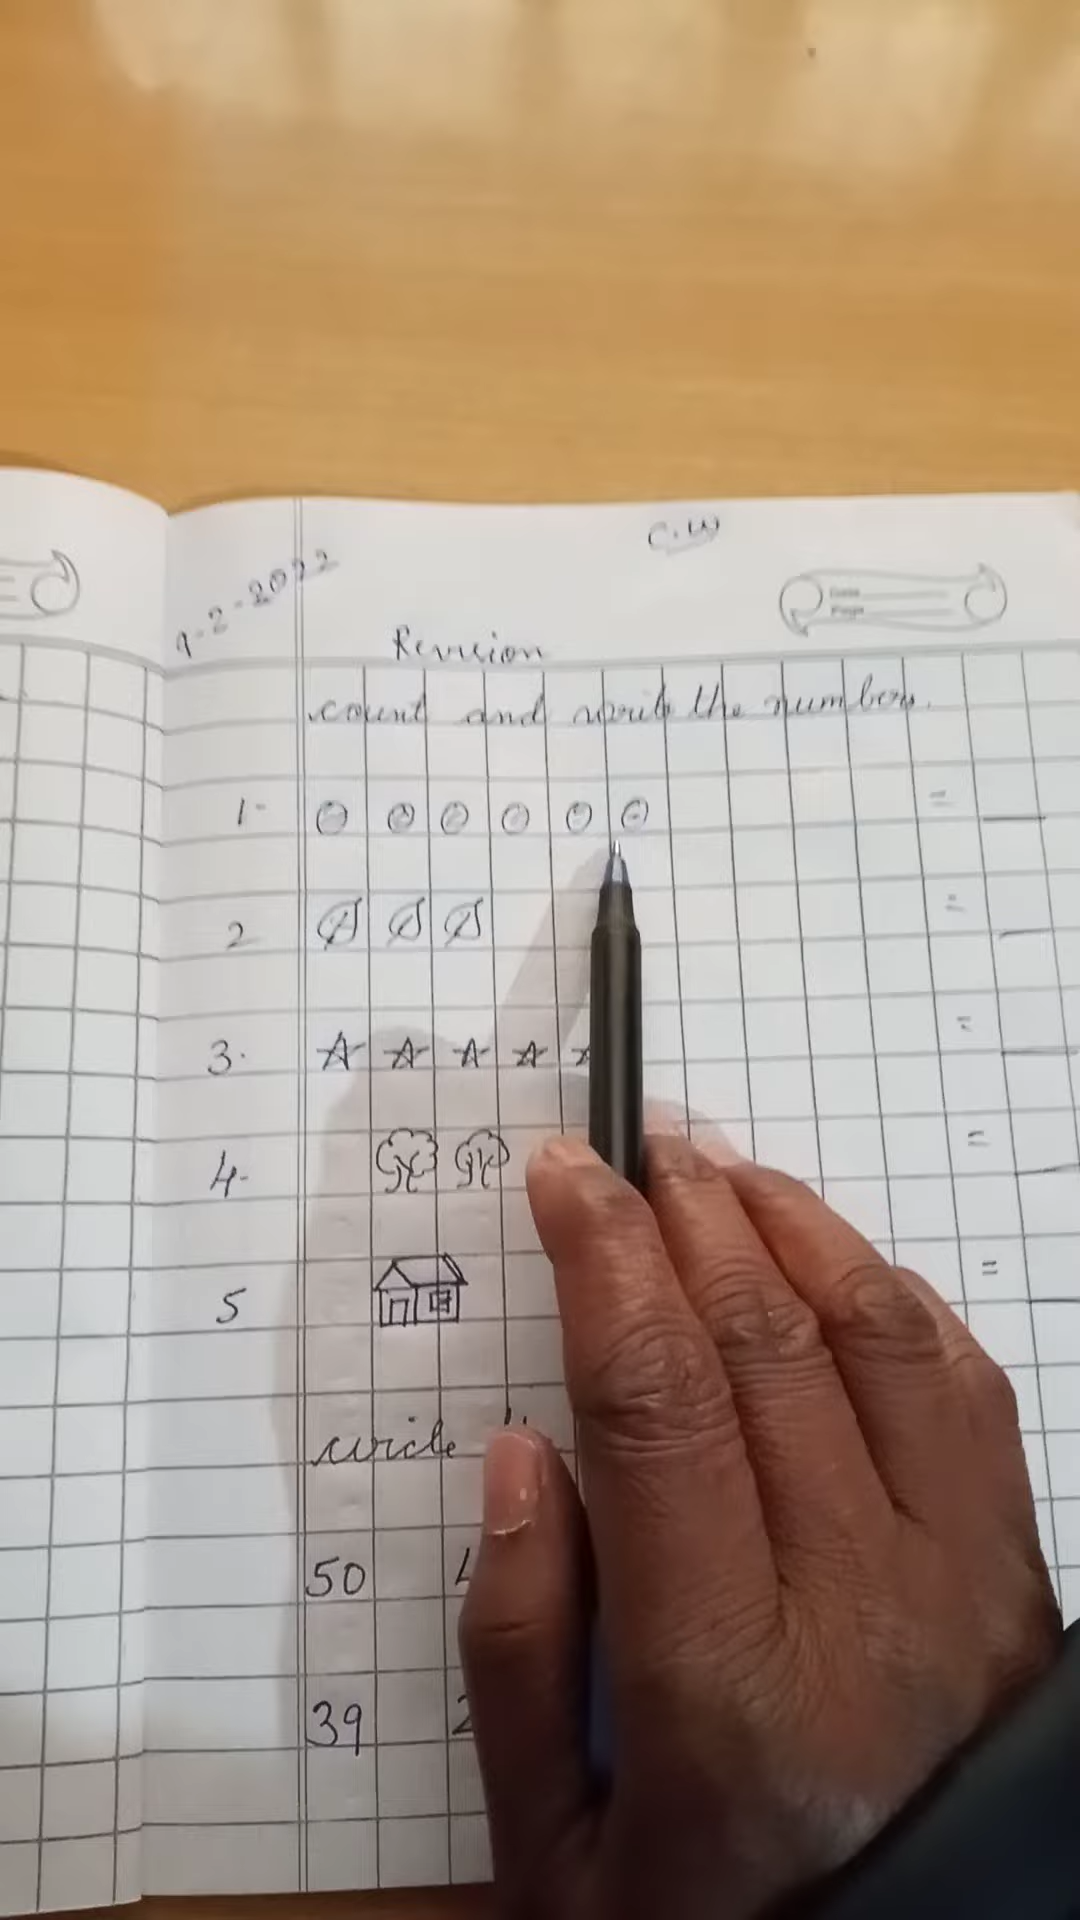 C.W
9-2-2022
Date
Page
Revision
count and write the numbers.
1- =
2 =
3. =
4- =
5 =
circle
50
39 2